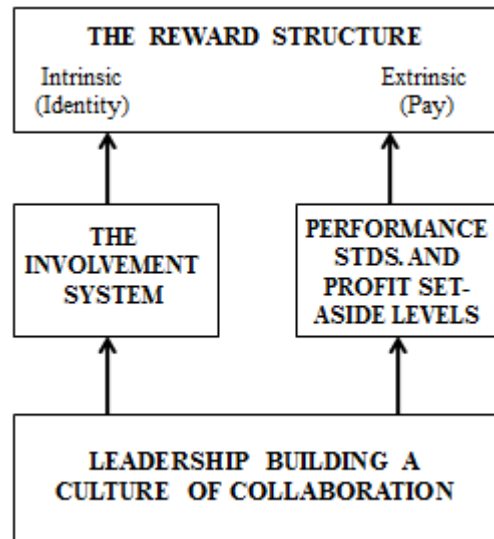 THE REWARD STRUCTURE
Intrinsic
(Identity)
Extrinsic
(Pay)
THE
INVOLVEMENT
SYSTEM
PERFORMANCE
STDS. AND
PROFIT SET-
ASIDE LEVELS
LEADERSHIP BUILDING A
CULTURE OF COLLABORATION